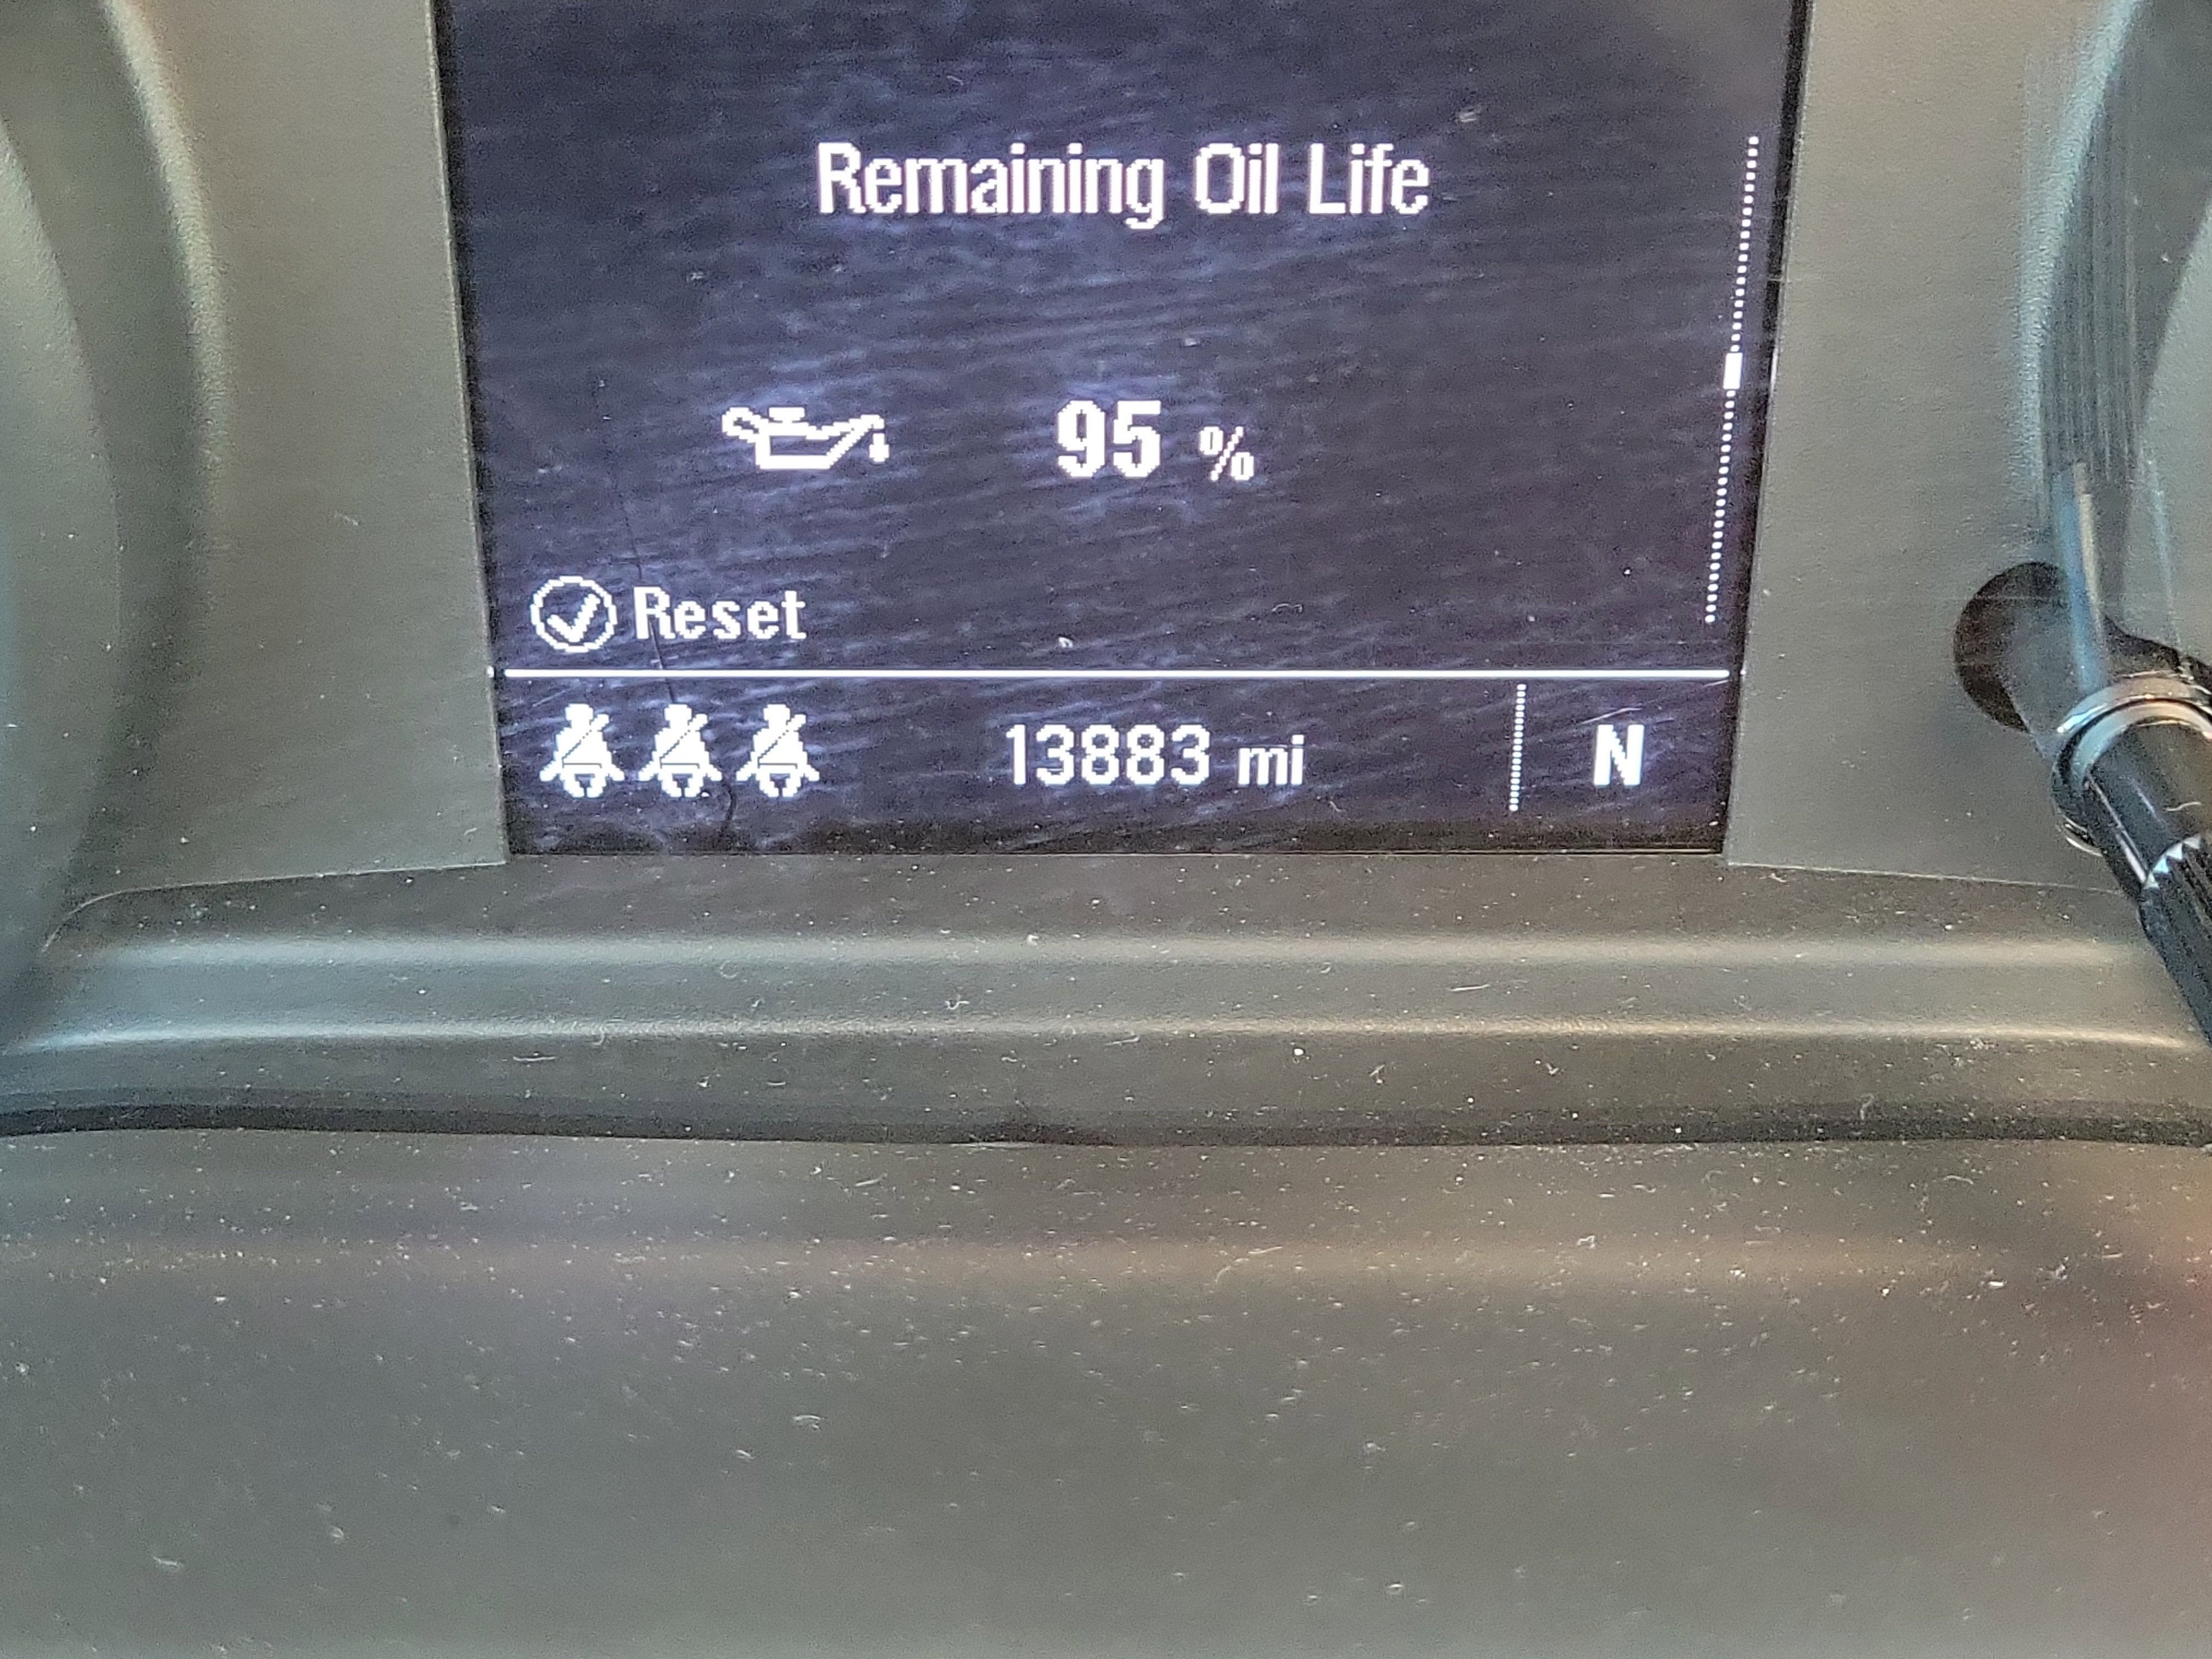 Remaining Oil Life
95 %
Reset
13883 mi N